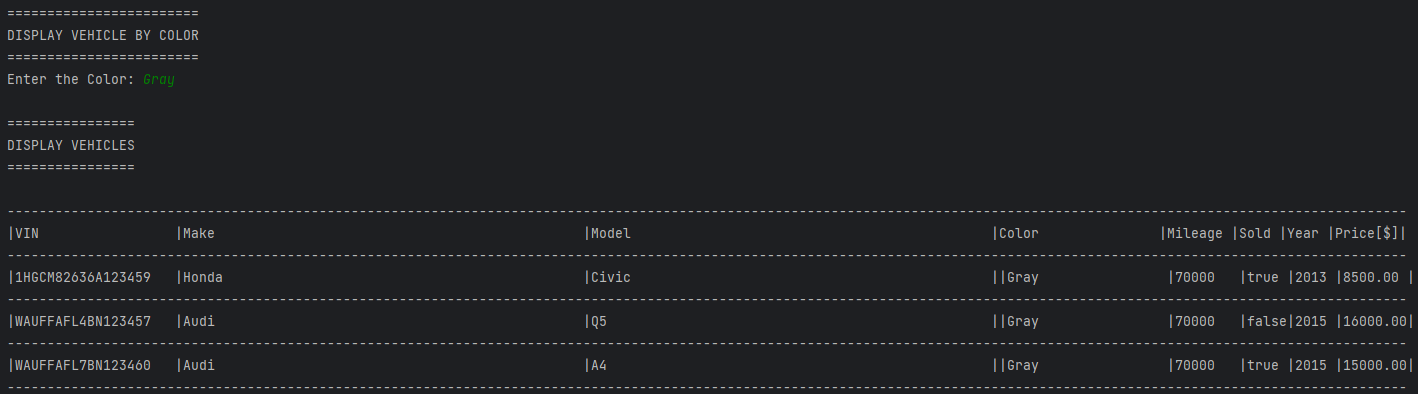 ========================
DISPLAY VEHICLE BY COLOR
========================
Enter the Color: Gray
================
DISPLAY VEHICLES
================
-------------------------------------------------------------------------------------------------------------------------------------------------------------------------------
|VIN                 |Make                                              |Model                                             |Color               |Mileage |Sold |Year |Price[$]|
-------------------------------------------------------------------------------------------------------------------------------------------------------------------------------
|1HGCM82636A123459   |Honda                                             |Civic                                             ||Gray                |70000   |true |2013 |8500.00 |
-------------------------------------------------------------------------------------------------------------------------------------------------------------------------------
|WAUFFAFL4BN123457   |Audi                                              |Q5                                                ||Gray                |70000   |false|2015 |16000.00|
-------------------------------------------------------------------------------------------------------------------------------------------------------------------------------
|WAUFFAFL7BN123460   |Audi                                              |A4                                                ||Gray                |70000   |true |2015 |15000.00|
-------------------------------------------------------------------------------------------------------------------------------------------------------------------------------